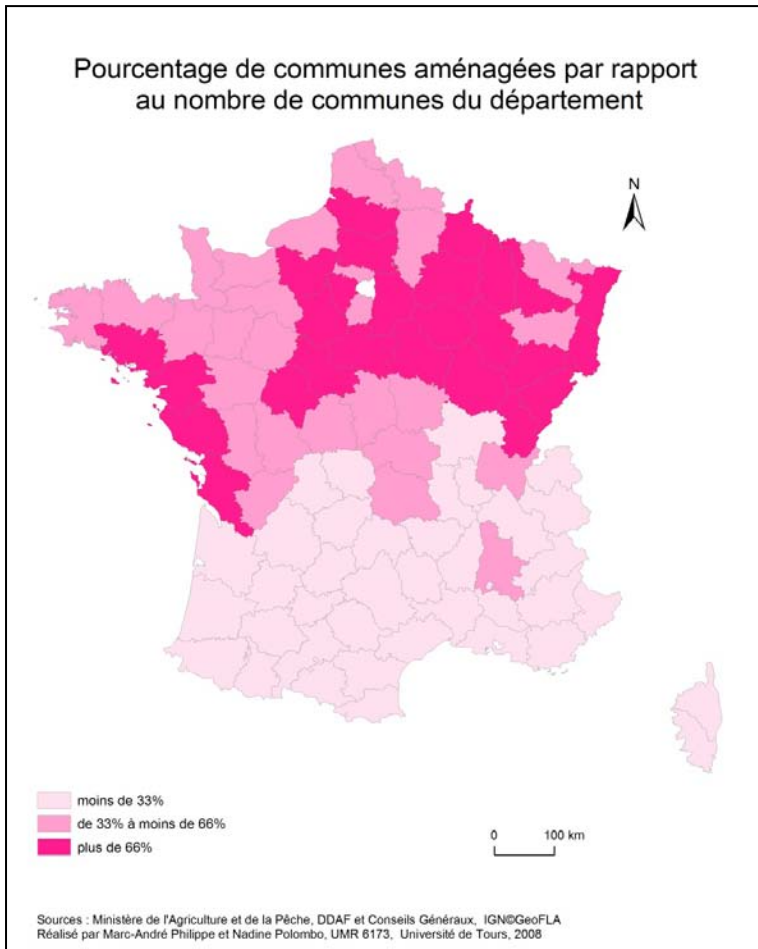 Pourcentage de communes aménagées par rapport
au nombre de communes du département
N
moins de 33%
de 33% à moins de 66%
plus de 66%
0 100 km
Sources : Ministère de l'Agriculture et de la Pêche, DDAF et Conseils Généraux, IGN©GeoFLA
Réalisé par Marc-André Philippe et Nadine Polombo, UMR 6173, Université de Tours, 2008